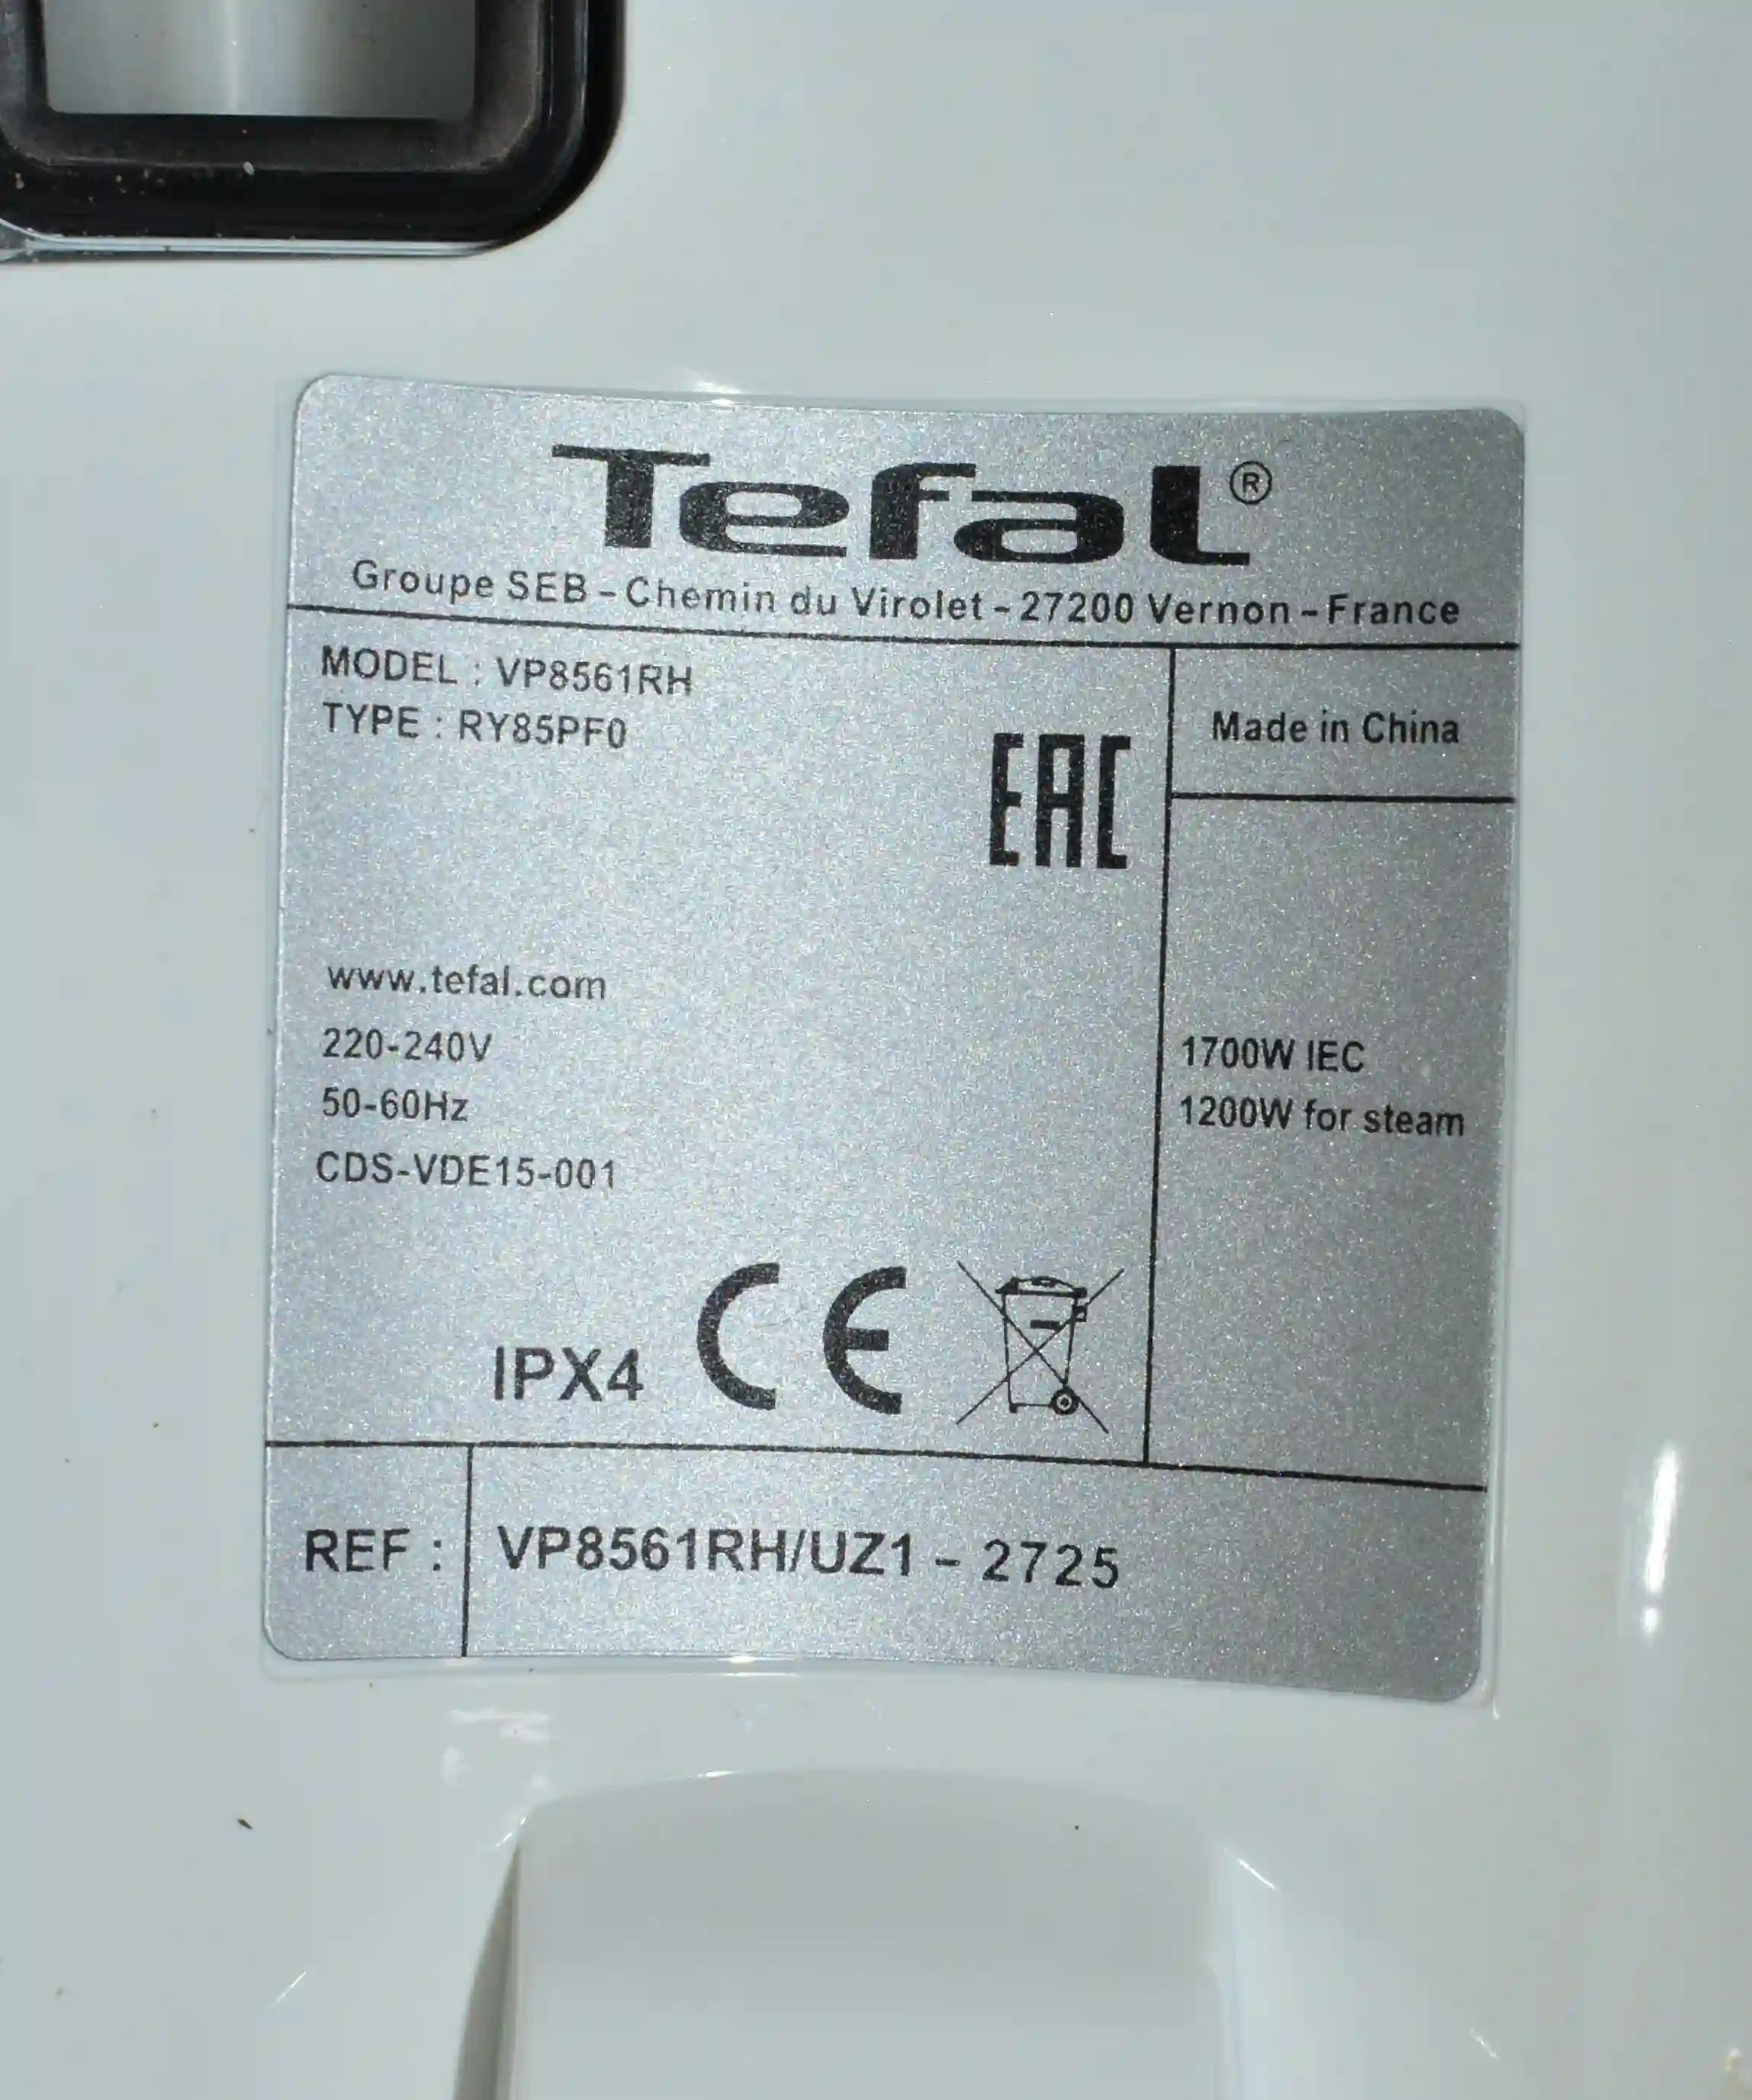 Tefal®
Groupe SEB - Chemin du Virolet - 27200 Vernon - France
MODEL : VP8561RH
TYPE : RY85PF0
Made in China
EAC
www.tefal.com
220-240V
50-60Hz
CDS-VDE15-001
1700W IEC
1200W for steam
IPX4 CE
REF : VP8561RH/UZ1 - 2725